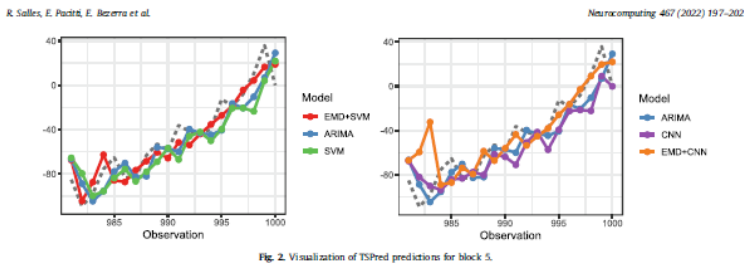 R. Salles, E. Pacitti, E. Bezerra et al.
Neurocomputing 467 (2022) 197–202
40
0
-40
-80
985
990
995
1000
Observation
Model
EMD+SVM
ARIMA
SVM
40
0
-40
-80
985
990
995
1000
Observation
Model
ARIMA
CNN
EMD+CNN
Fig. 2. Visualization of TSPred predictions for block 5.